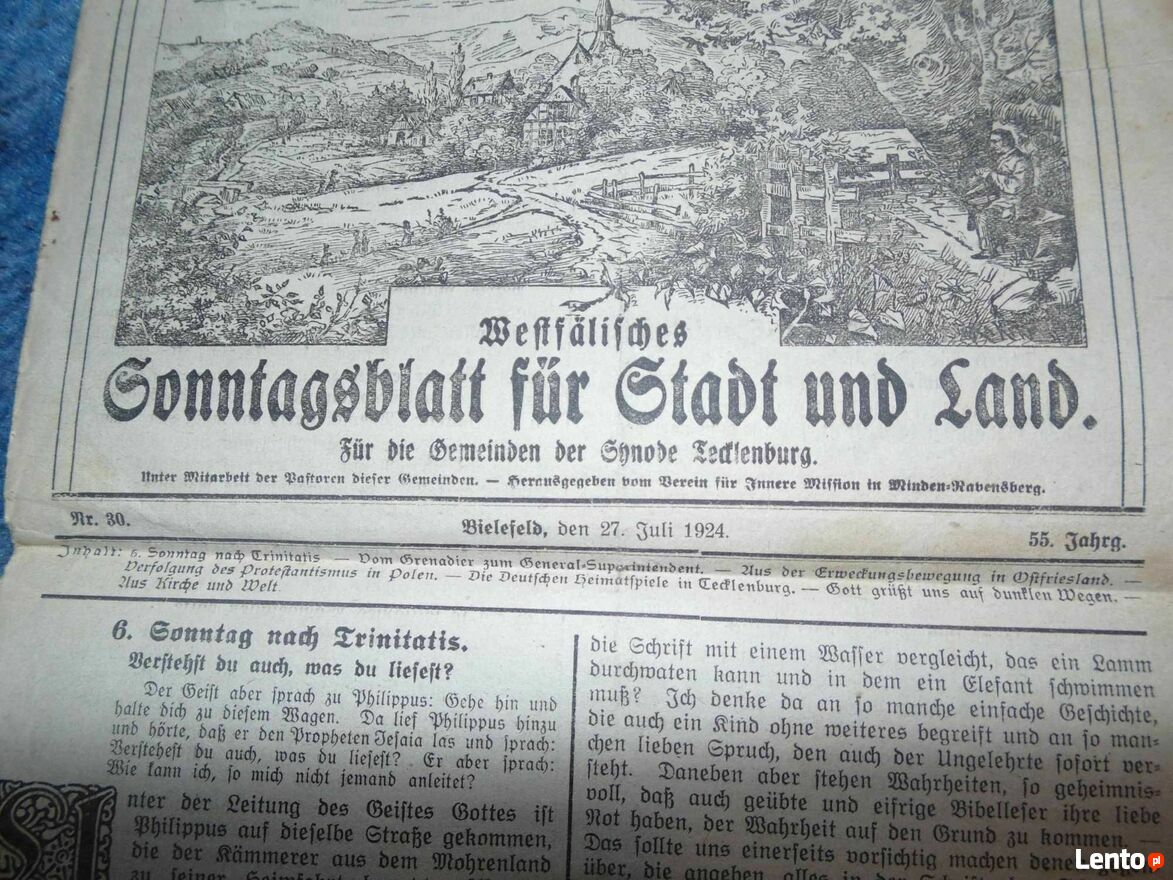 Westfälisches
Sonntagsblatt für Stadt und Land.
Für die Gemeinden der Synode Tecklenburg.
Unter Mitarbeit der Pastoren dieser Gemeinden. — Herausgegeben vom Verein für Innere Mission in Minden-Ravensberg.
Nr. 30.
Bielefeld, den 27. Juli 1924.
55. Jahrg.
Inhalt: 6. Sonntag nach Trinitatis — Vom Grenadier zum General-Superintendent. — Aus der Erweckungsbewegung in Ostfriesland. —
Verfolgung des Protestantismus in Polen. — Die Deutschen Heimatspiele in Tecklenburg. — Gott grüßt uns auf dunklen Wegen. —
Aus Kirche und Welt
6. Sonntag nach Trinitatis.
Verstehst du auch, was du liesest?
Der Geist aber sprach zu Philippus: Gehe hin und
halte dich zu diesem Wagen. Da lief Philippus hinzu
und hörte, daß er den Propheten Jesaia las und sprach:
Verstehest du auch, was du liesest? Er aber sprach:
Wie kann ich, so mich nicht jemand anleitet?
nter der Leitung des Geistes Gottes ist
Philippus auf dieselbe Straße gekommen,
die der Kämmerer aus dem Mohrenland
zu seiner
die Schrift mit einem Wasser vergleicht, das ein Lamm
durchwaten kann und in dem ein Elefant schwimmen
muß? Ich denke da an so manche einfache Geschichte,
die auch ein Kind ohne weiteres begreift und an so man-
chen lieben Spruch, den auch der Ungelehrte sofort ver-
steht. Daneben aber stehen Wahrheiten, so geheimnis-
voll, daß auch geübte und eifrige Bibelleser ihre liebe
Not haben, der Wahrheit auf den Grund zu kommen. —
Das sollte uns einerseits vorsichtig machen
über, die angeben, alles in der
Lento.pl